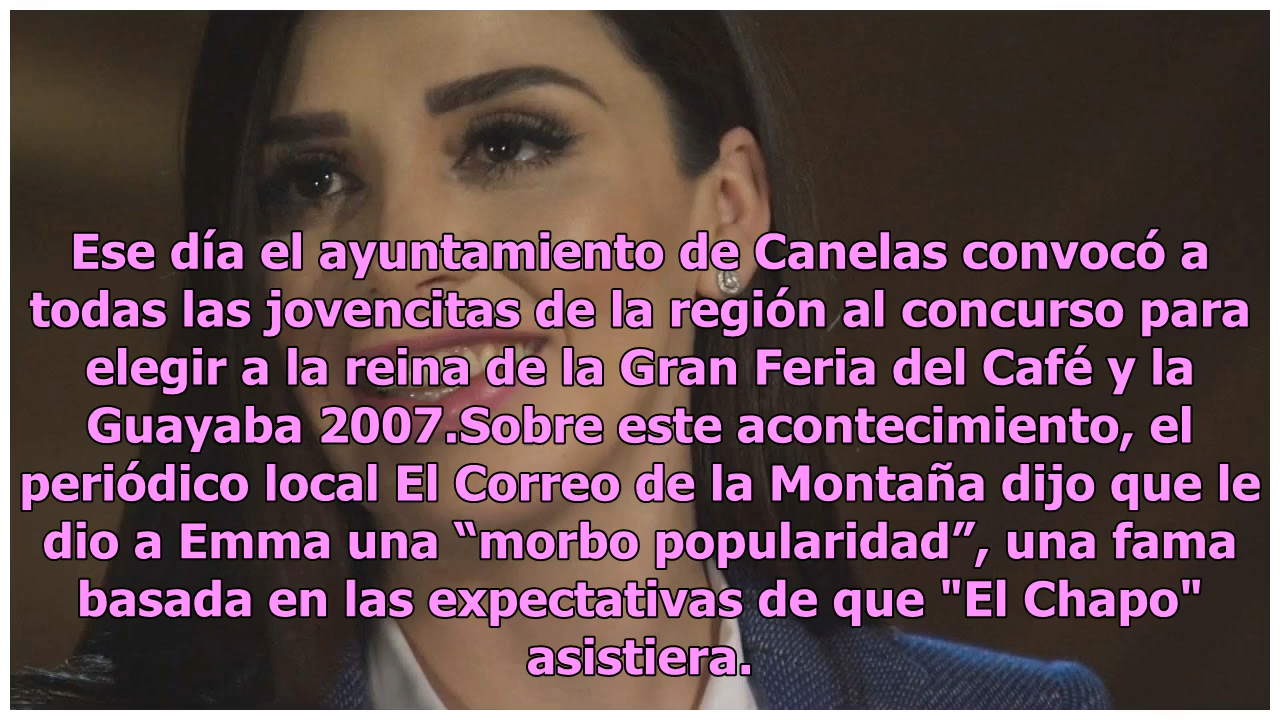 Ese día el ayuntamiento de Canelas convocó a
todas las jovencitas de la región al concurso para
elegir a la reina de la Gran Feria del Café y la
Guayaba 2007.Sobre este acontecimiento, el
periódico local El Correo de la Montaña dijo que le
dio a Emma una “morbo popularidad”, una fama
basada en las expectativas de que "El Chapo"
asistiera.